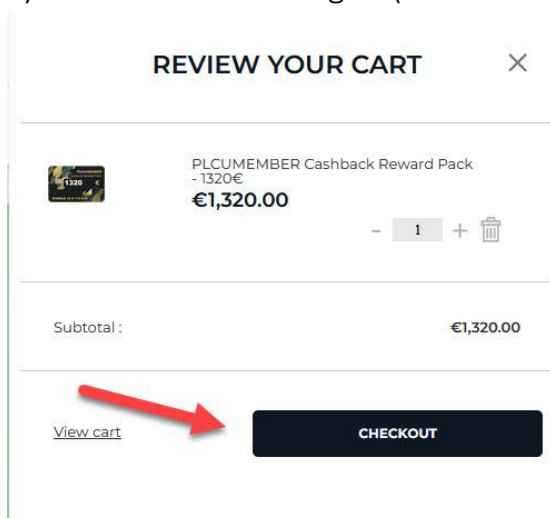 REVIEW YOUR CART
PLCUMEMBER Cashback Reward Pack
- 1320€
€1,320.00
1320 €
- 1 +
Subtotal :
€1,320.00
View cart
CHECKOUT